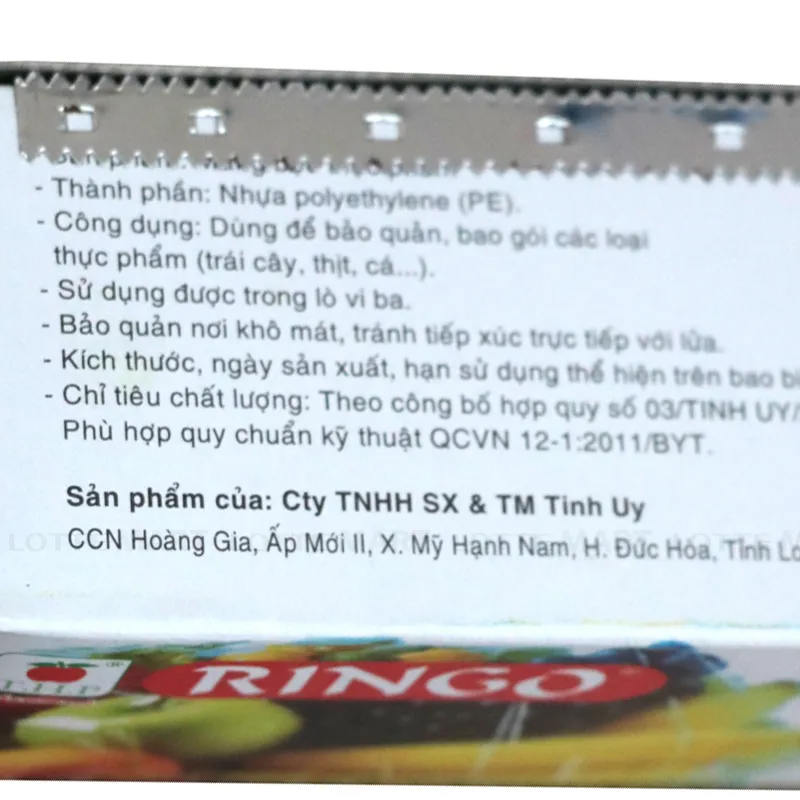 - Thành phần: Nhựa polyethylene (PE).
- Công dụng: Dùng để bảo quản, bao gói các loại
thực phẩm (trái cây, thịt, cá...).
- Sử dụng được trong lò vi ba.
- Bảo quản nơi khô mát, tránh tiếp xúc trực tiếp với lửa.
- Kích thước, ngày sản xuất, hạn sử dụng thể hiện trên bao bì
- Chỉ tiêu chất lượng: Theo công bố hợp quy số 03/TINH UY/
Phù hợp quy chuẩn kỹ thuật QCVN 12-1:2011/BYT.
Sản phẩm của: Cty TNHH SX & TM Tinh Uy
CCN Hoàng Gia, Ấp Mới II, X. Mỹ Hạnh Nam, H. Đức Hòa, Tỉnh Lo
RINGO